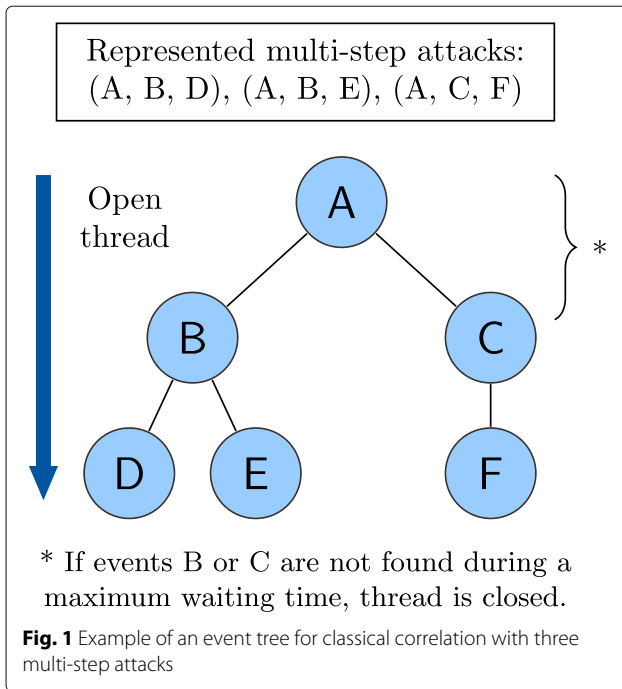 Represented multi-step attacks:
(A, B, D), (A, B, E), (A, C, F)
Open
thread
A
*
B
C
D
E
F
* If events B or C are not found during a
maximum waiting time, thread is closed.
Fig. 1 Example of an event tree for classical correlation with three
multi-step attacks